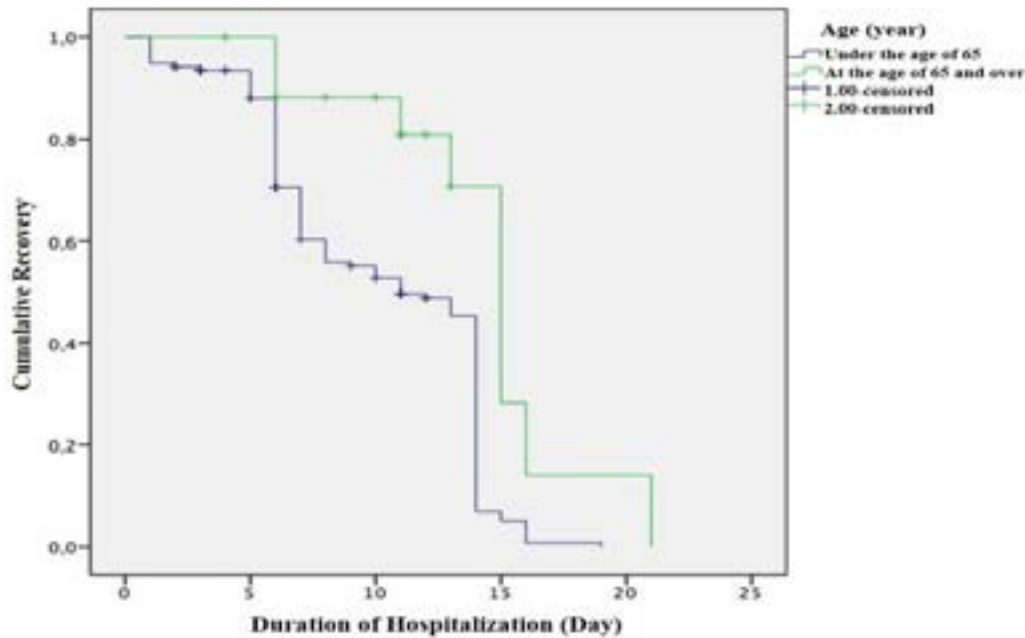 Age (year)
Under the age of 65
At the age of 65 and over
1.00-censored
2.00-censored
1,0
0,8
0,6
0,4
0,2
0,0
Cumulative Recovery
0 5 10 15 20 25
Duration of Hospitalization (Day)